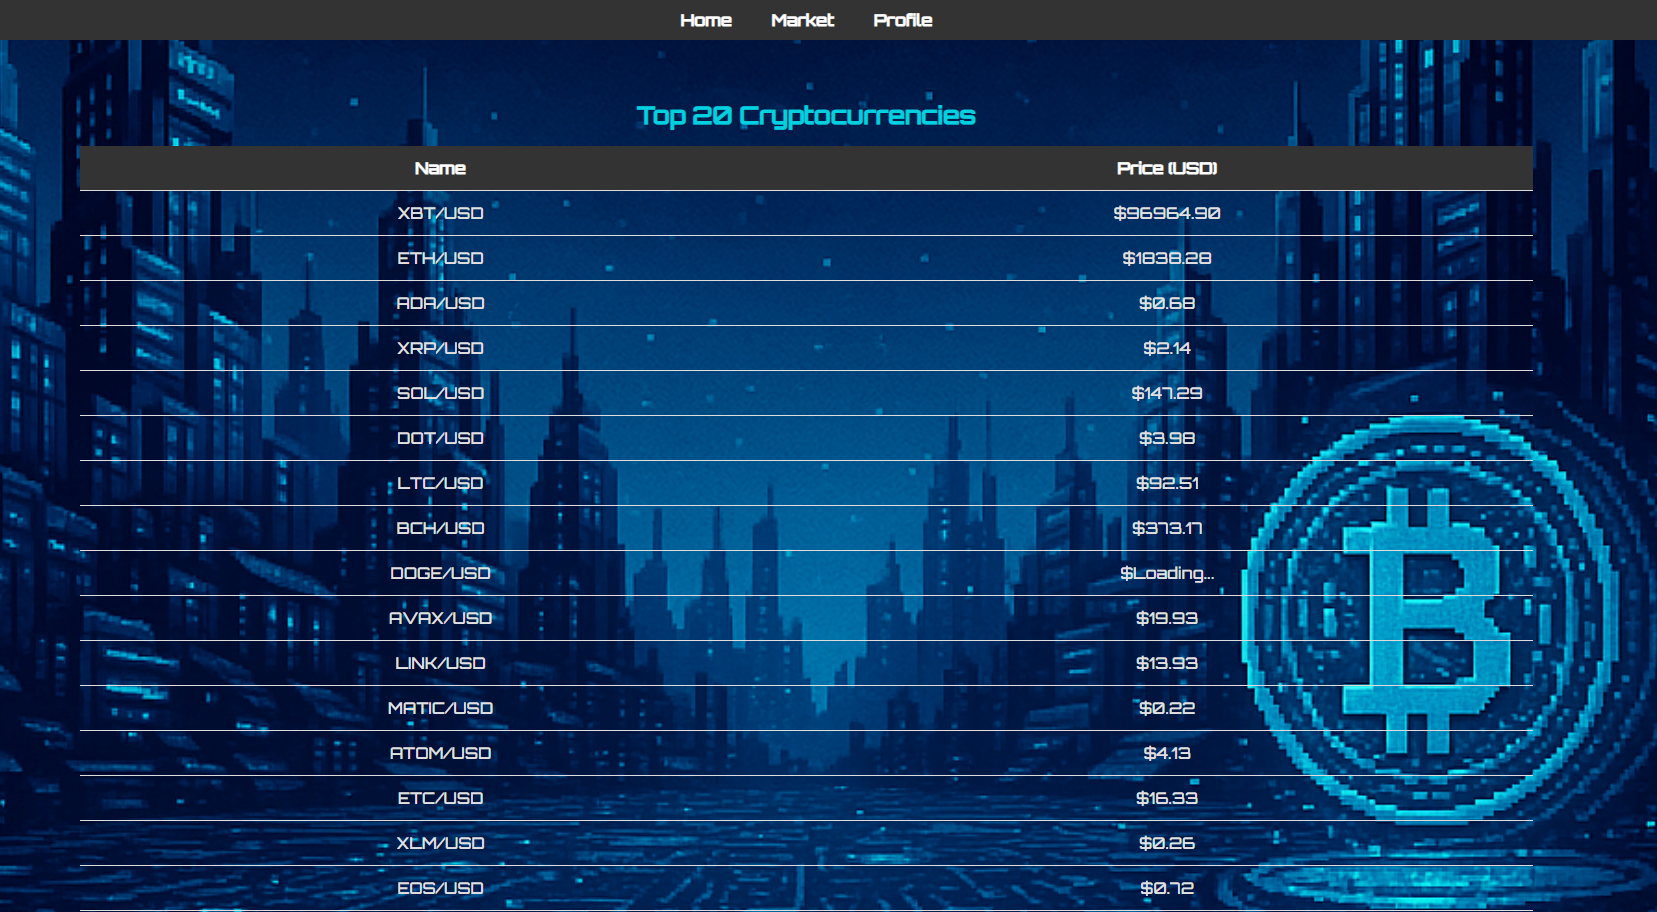 Home Market Profile
Top 20 Cryptocurrencies
Name Price (USD)
XBT/USD $96964.90
ETH/USD $1838.28
ADA/USD $0.68
XRP/USD $2.14
SOL/USD $147.29
DOT/USD $3.98
LTC/USD $92.51
BCH/USD $373.17
DOGE/USD $Loading...
AVAX/USD $19.93
LINK/USD $13.93
MATIC/USD $0.22
ATOM/USD $4.13
ETC/USD $16.33
XLM/USD $0.26
EOS/USD $0.72